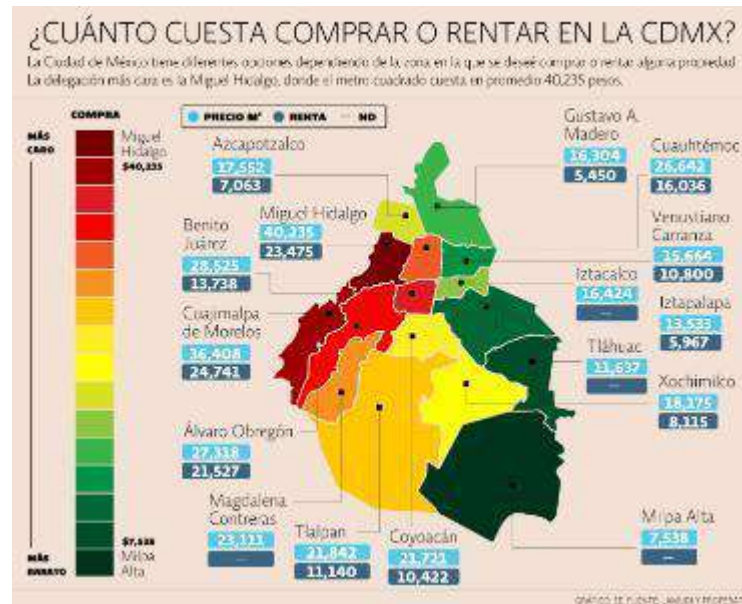 ¿CUÁNTO CUESTA COMPRAR O RENTAR EN LA CDMX?
La Ciudad de México tiene diferentes opciones dependiendo de la zona en la que se deseé comprar o rentar alguna propiedad
La delegación más cara es la Miguel Hidalgo, donde el metro cuadrado cuesta en promedio 40,235 pesos.
COMPRA
MÁS
CARO
Miguel
Hidalgo
$40,235
$7,538
Milpa
Alta
MÁS
BARATO
PRECIO M² RENTA ND
Azcapotzalco
17,552
7,063
Gustavo A.
Madero
16,304
5,450
Cuauhtémoc
26,642
16,036
Miguel Hidalgo
40,235
23,475
Venustiano
Carranza
15,664
10,800
Benito
Juárez
28,525
13,738
Iztacalco
16,424
—
Iztapalapa
13,533
5,967
Cuajimalpa
de Morelos
36,408
24,741
Tláhuac
11,637
—
Xochimilco
18,175
8,115
Álvaro Obregón
27,318
21,527
Magdalena
Contreras
23,111
—
Tlalpan
21,842
11,140
Coyoacán
21,721
10,422
Milpa Alta
7,538
—